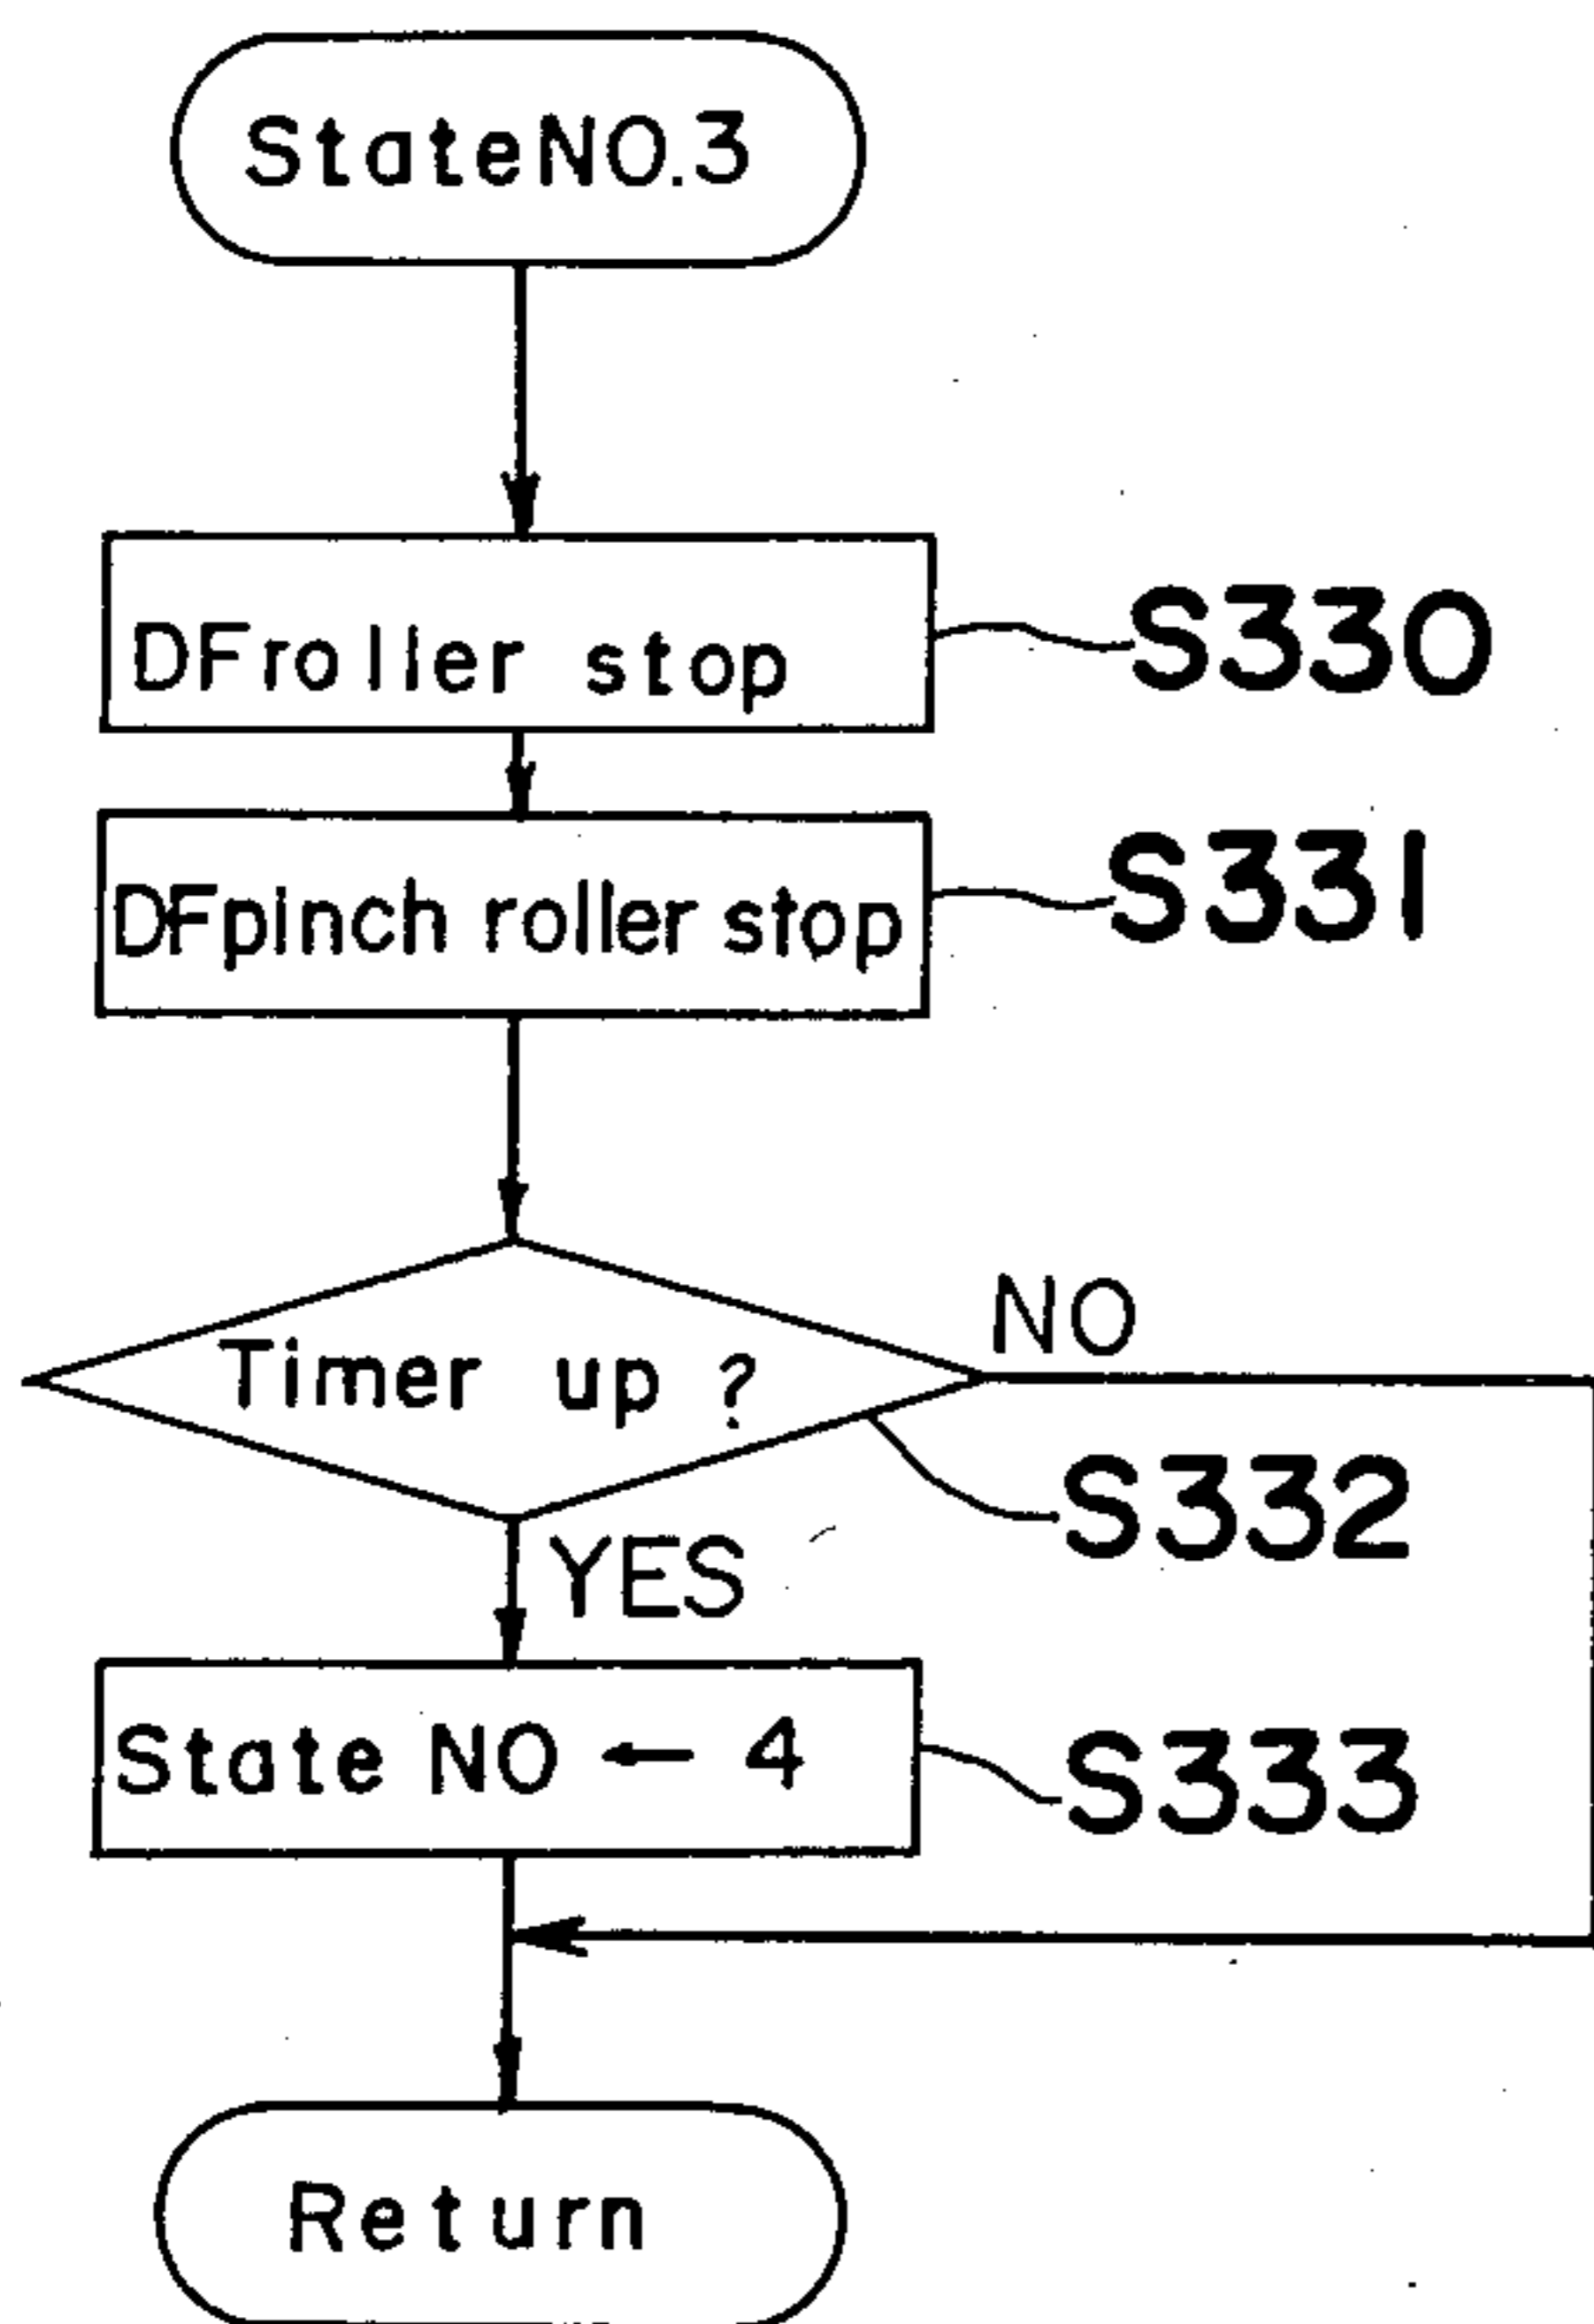 StateNO.3
DFroller stop
S330
DFpinch roller stop
S331
Timer up ?
NO
S332
YES
State NO ← 4
S333
Return